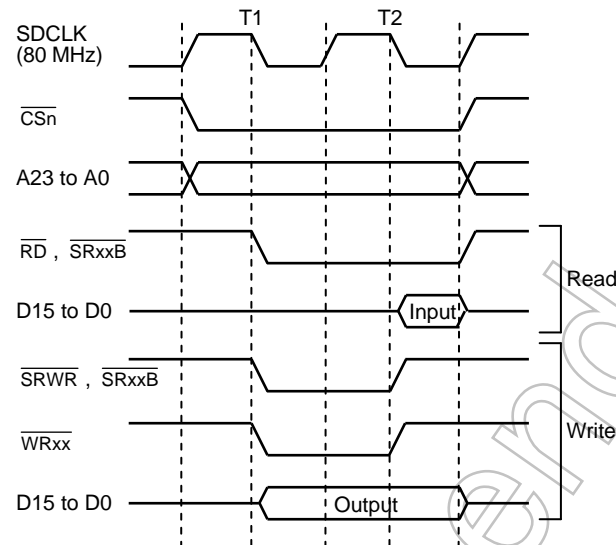 T1 T2
SDCLK
(80 MHz)
CSn
A23 to A0
RD , SRxxB
Read
D15 to D0 Input
SRWR , SRxxB
Write
WRxx
D15 to D0 Output